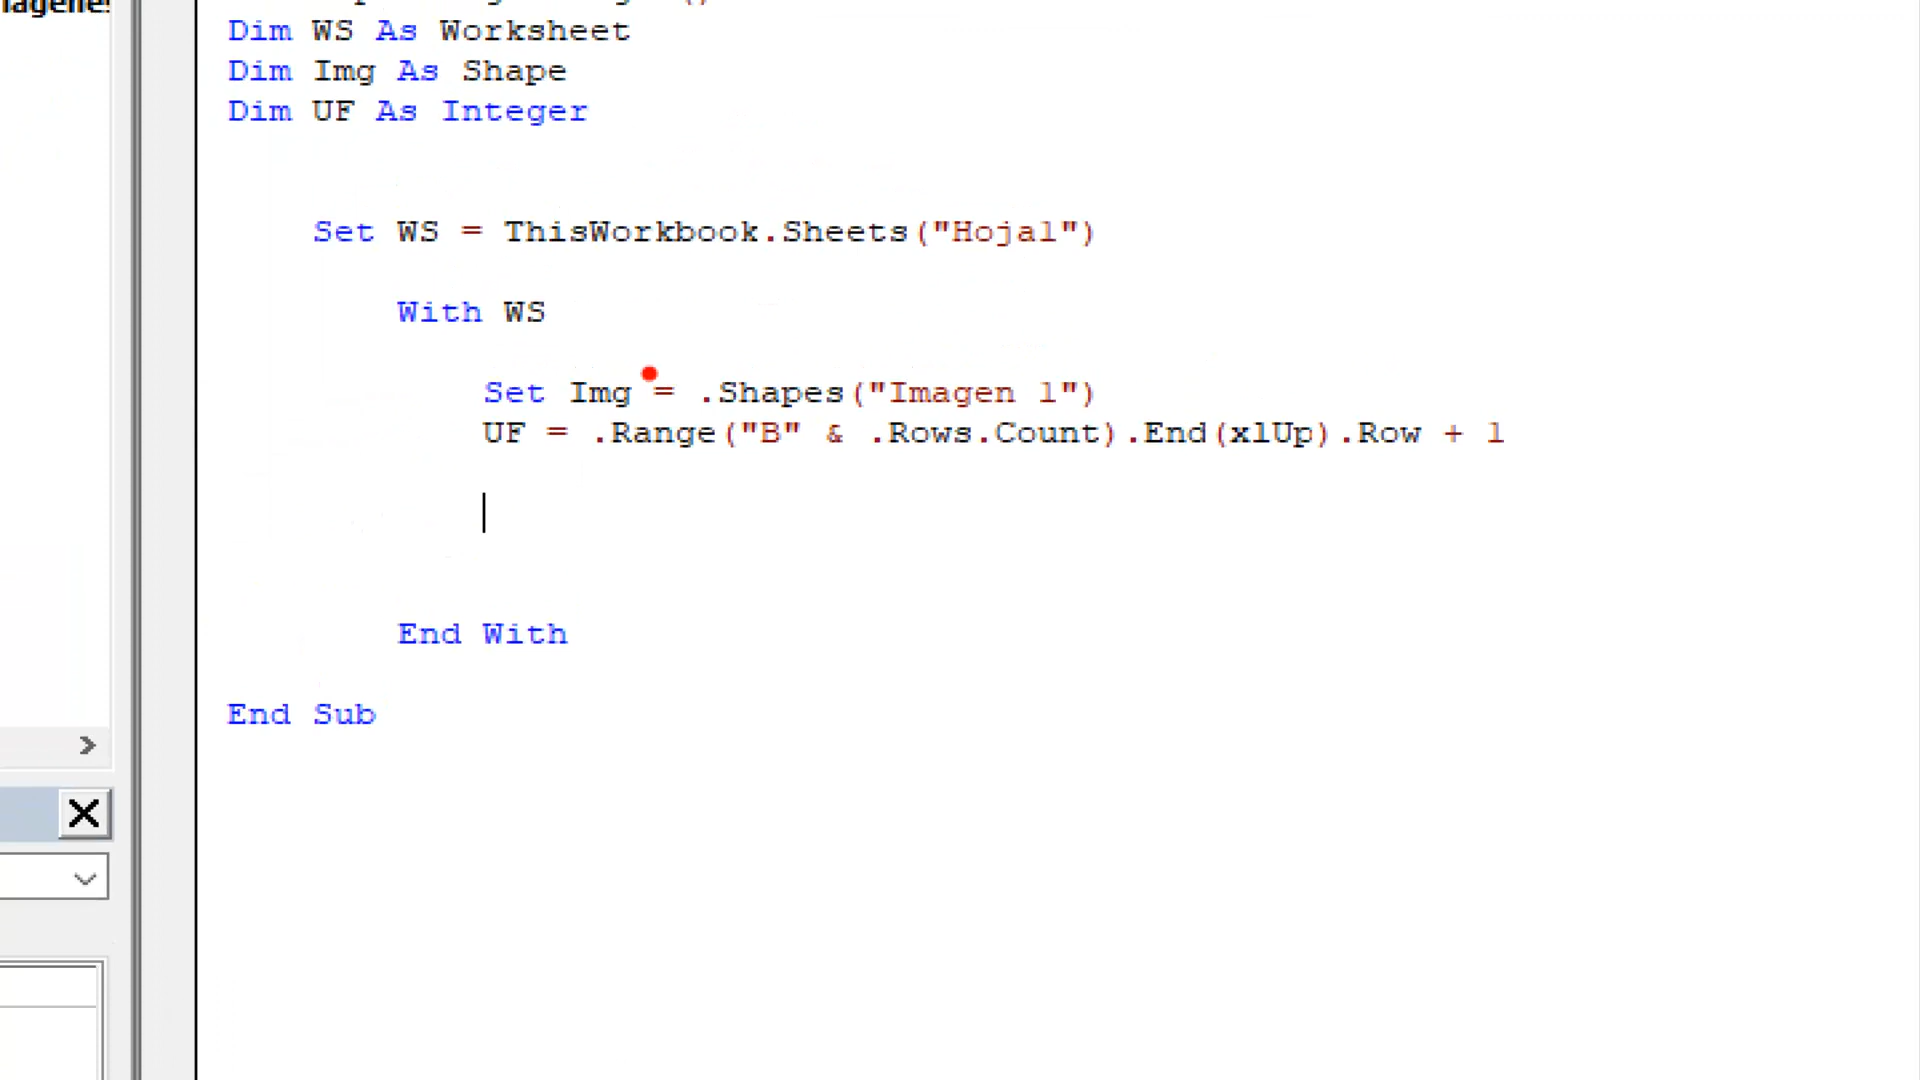 Dim WS As Worksheet
Dim Img As Shape
Dim UF As Integer
Set WS = ThisWorkbook.Sheets("Hoja1")
With WS
Set Img = .Shapes("Imagen 1")
UF = .Range("B" & .Rows.Count).End(xlUp).Row + 1
End With
End Sub